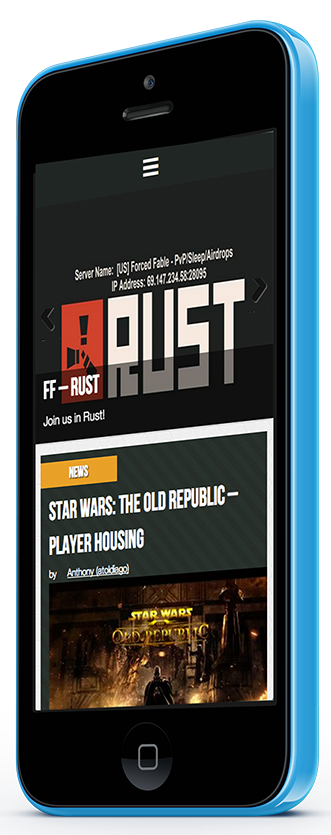 Server Name: [US] Forced Fable - PvP/Sleep/Airdrops
IP Address: 69.147.234.58:28095
RUST
FF – RUST
Join us in Rust!
NEWS
STAR WARS: THE OLD REPUBLIC –
PLAYER HOUSING
by Anthony (atoldiago)
STAR WARS
THE OLD REPUBLIC